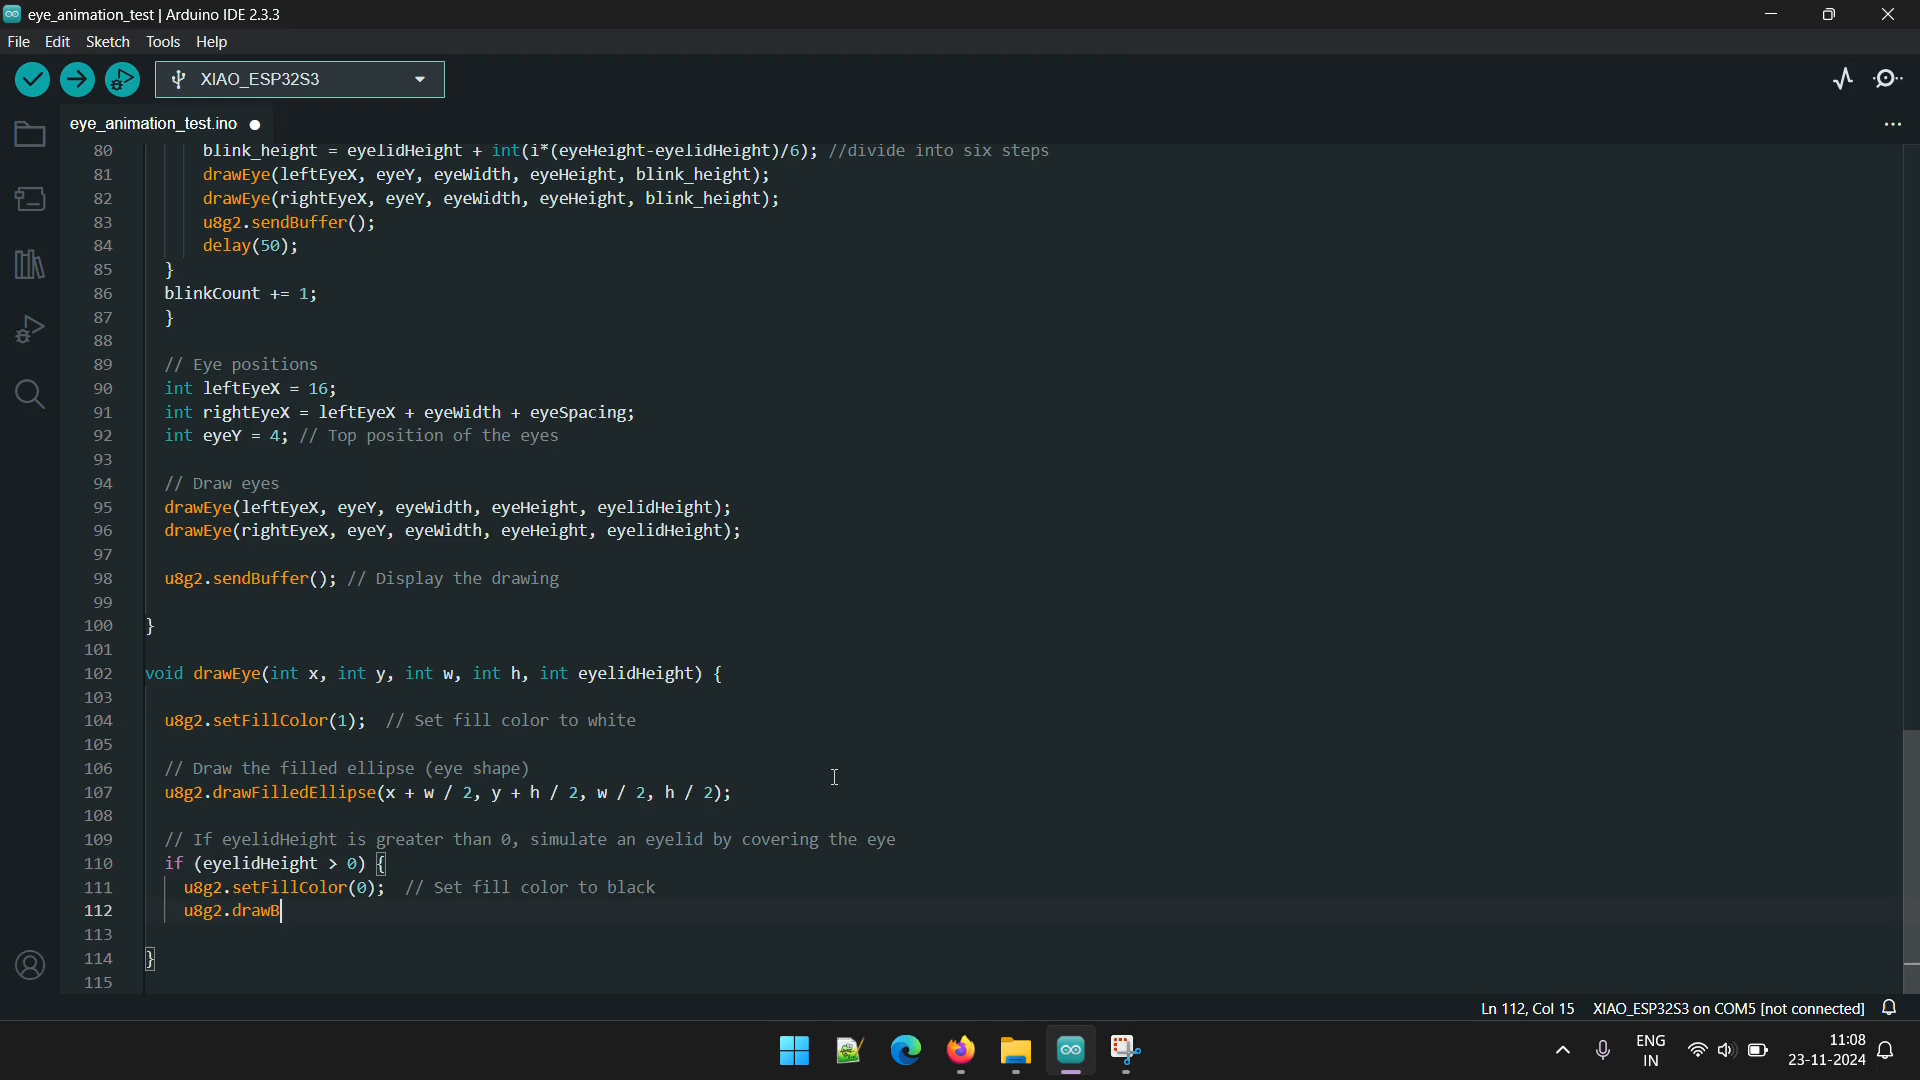 eye_animation_test | Arduino IDE 2.3.3
File Edit Sketch Tools Help
XIAO_ESP32S3
eye_animation_test.ino
80 blink_height = eyelidHeight + int(i*(eyeHeight-eyelidHeight)/6); //divide into six steps
81 drawEye(leftEyeX, eyeY, eyeWidth, eyeHeight, blink_height);
82 drawEye(rightEyeX, eyeY, eyeWidth, eyeHeight, blink_height);
83 u8g2.sendBuffer();
84 delay(50);
85 }
86 blinkCount += 1;
87 }
88
89 // Eye positions
90 int leftEyeX = 16;
91 int rightEyeX = leftEyeX + eyeWidth + eyeSpacing;
92 int eyeY = 4; // Top position of the eyes
93
94 // Draw eyes
95 drawEye(leftEyeX, eyeY, eyeWidth, eyeHeight, eyelidHeight);
96 drawEye(rightEyeX, eyeY, eyeWidth, eyeHeight, eyelidHeight);
97
98 u8g2.sendBuffer(); // Display the drawing
99
100 }
101
102 void drawEye(int x, int y, int w, int h, int eyelidHeight) {
103
104 u8g2.setFillColor(1); // Set fill color to white
105
106 // Draw the filled ellipse (eye shape)
107 u8g2.drawFilledEllipse(x + w / 2, y + h / 2, w / 2, h / 2);
108
109 // If eyelidHeight is greater than 0, simulate an eyelid by covering the eye
110 if (eyelidHeight > 0) {
111 u8g2.setFillColor(0); // Set fill color to black
112 u8g2.drawB
113
114 }
115
Ln 112, Col 15 XIAO_ESP32S3 on COM5 [not connected]
ENG
IN
11:08
23-11-2024